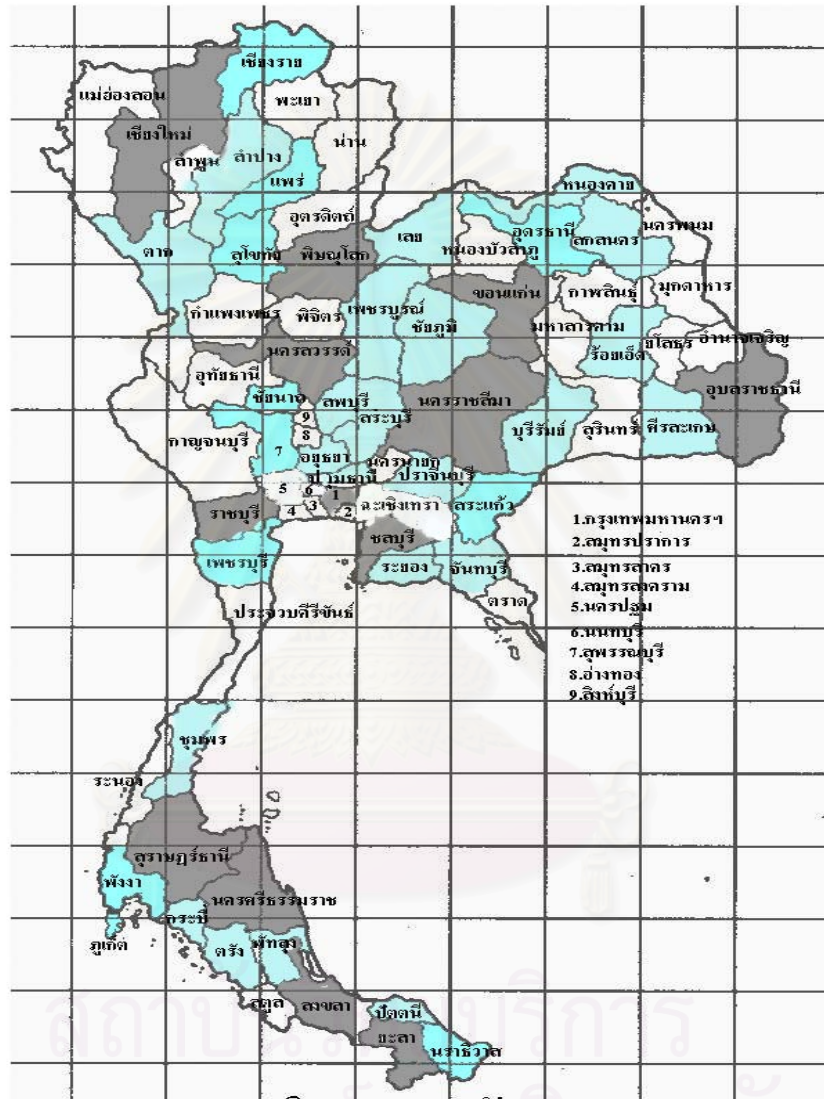 เชียงราย
แม่ฮ่องสอน
พะเยา
เชียงใหม่
น่าน
ลำพูน
ลำปาง
แพร่
หนองคาย
อุตรดิตถ์
เลย
อุดรธานี
สกลนคร
นครพนม
ตาก
สุโขทัย
พิษณุโลก
หนองบัวลำภู
ขอนแก่น
กาฬสินธุ์
มุกดาหาร
กำแพงเพชร
พิจิตร
เพชรบูรณ์
ชัยภูมิ
มหาสารคาม
ร้อยเอ็ด
ยโสธร
อำนาจเจริญ
นครสวรรค์
อุทัยธานี
ชัยนาท
ลพบุรี
นครราชสีมา
อุบลราชธานี
9
สระบุรี
บุรีรัมย์
สุรินทร์
ศรีสะเกษ
กาญจนบุรี
8
7
อยุธยา
นครนายก
ปทุมธานี
ปราจีนบุรี
5 6 1
ราชบุรี
4 3 2
ฉะเชิงเทรา
สระแก้ว
ชลบุรี
เพชรบุรี
ระยอง
จันทบุรี
ตราด
ประจวบคีรีขันธ์
1.กรุงเทพมหานครฯ
2.สมุทรปราการ
3.สมุทรสาคร
4.สมุทรสงคราม
5.นครปฐม
6.นนทบุรี
7.สุพรรณบุรี
8.อ่างทอง
9.สิงห์บุรี
ชุมพร
ระนอง
สุราษฎร์ธานี
พังงา
นครศรีธรรมราช
กระบี่
ภูเก็ต
ตรัง
พัทลุง
สตูล
สงขลา
ปัตตนี
ยะลา
นราธิวาส